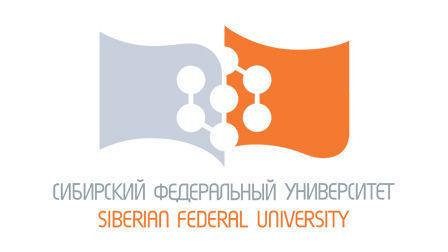 СИБИРСКИЙ ФЕДЕРАЛЬНЫЙ УНИВЕРСИТЕТ
SIBERIAN FEDERAL UNIVERSITY